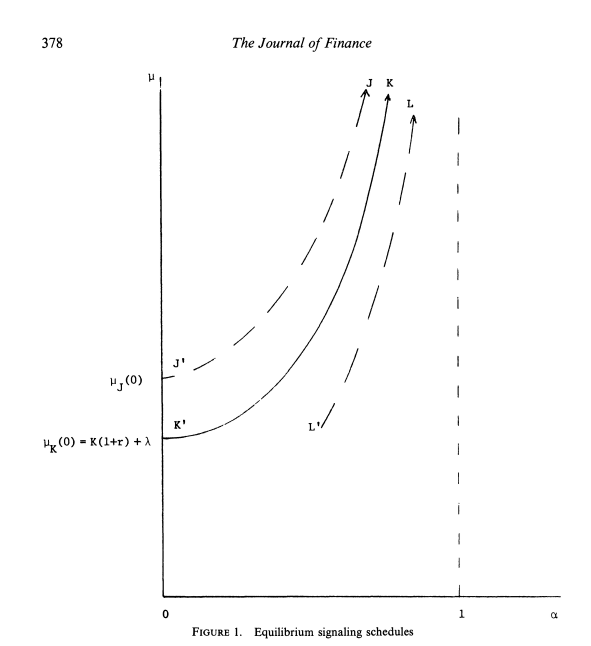 378
The Journal of Finance
μ
J K
L
J'
μJ(0)
K'
L'
μK(0) = K(1+r) + λ
0
1
α
FIGURE 1. Equilibrium signaling schedules